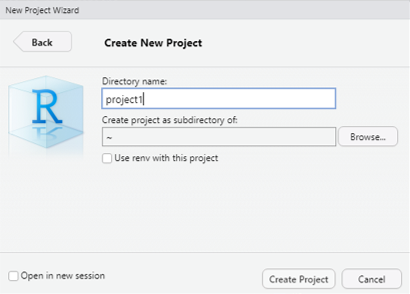 New Project Wizard
Back
Create New Project
R
Directory name:
project1
Create project as subdirectory of:
~
Browse...
Use renv with this project
Open in new session
Create Project
Cancel